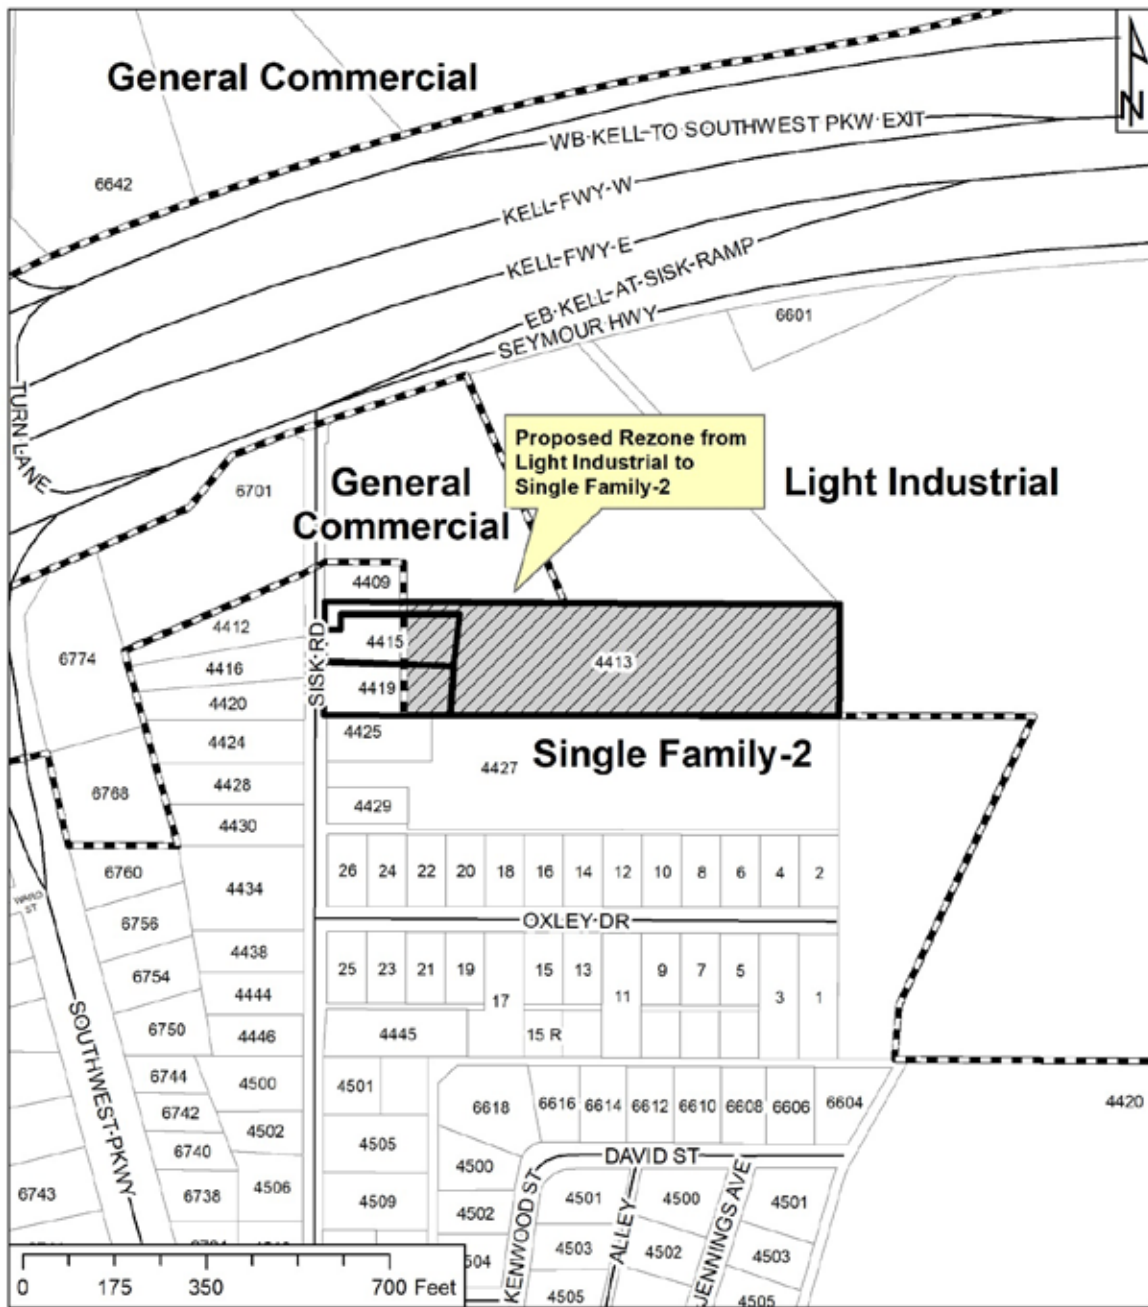 General Commercial
N
WB KELL TO SOUTHWEST PKW EXIT
6642
KELL FWY W
KELL FWY E
EB KELL AT SISK RAMP
SEYMOUR HWY
6601
TURN LANE
Proposed Rezone from
Light Industrial to
Single Family-2
6701
General
Commercial
Light Industrial
4409
4412
4415
SISK RD
6774
4416
4413
4419
4420
4425
4424
Single Family-2
4427
4428
6768
4429
4430
6760
4434
26 24 22 20 18 16 14 12 10 8 6 4 2
WARD
ST
OXLEY DR
6756
4438
6754
25 23 21 19 15 13 9 7 5
17 11 3 1
4444
SOUTHWEST PKWY
6750
4446
4445
15 R
6744
4500
4501
6618 6616 6614 6612 6610 6608 6606 6604
4420
6742
4502
4505
6740
4500
DAVID ST
6743
6738
4506
4509
4502
KENWOOD ST
4501
ALLEY
4500
JENNINGS AVE
4501
4503
4502
4503
504
4505
4505
0 175 350 700 Feet